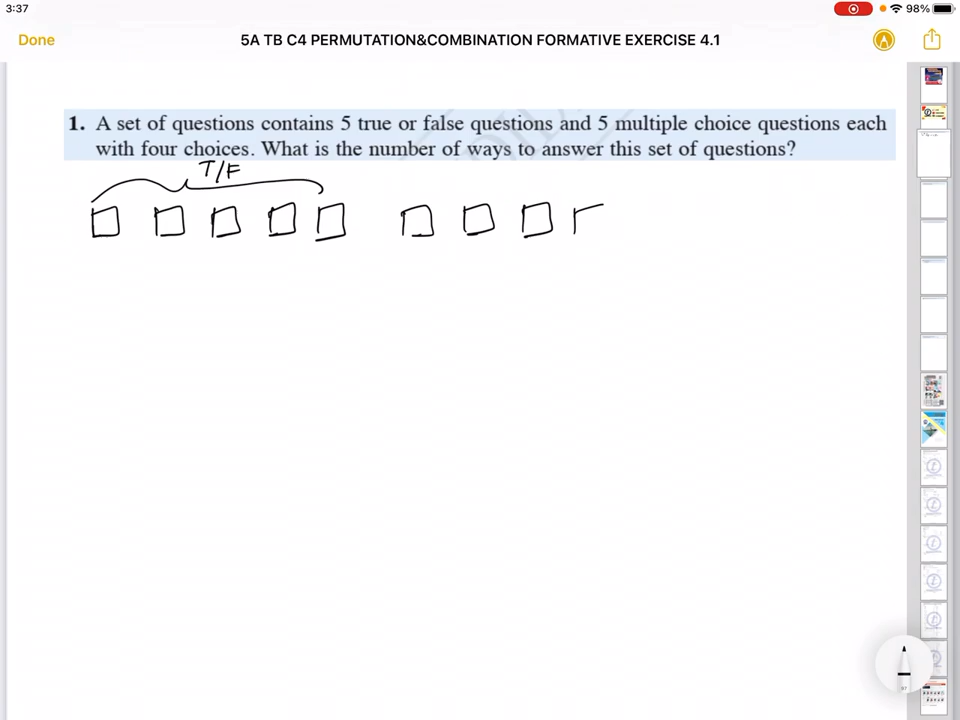 3:37
98%
Done
5A TB C4 PERMUTATION&COMBINATION FORMATIVE EXERCISE 4.1
1. A set of questions contains 5 true or false questions and 5 multiple choice questions each
with four choices. What is the number of ways to answer this set of questions?
T/F